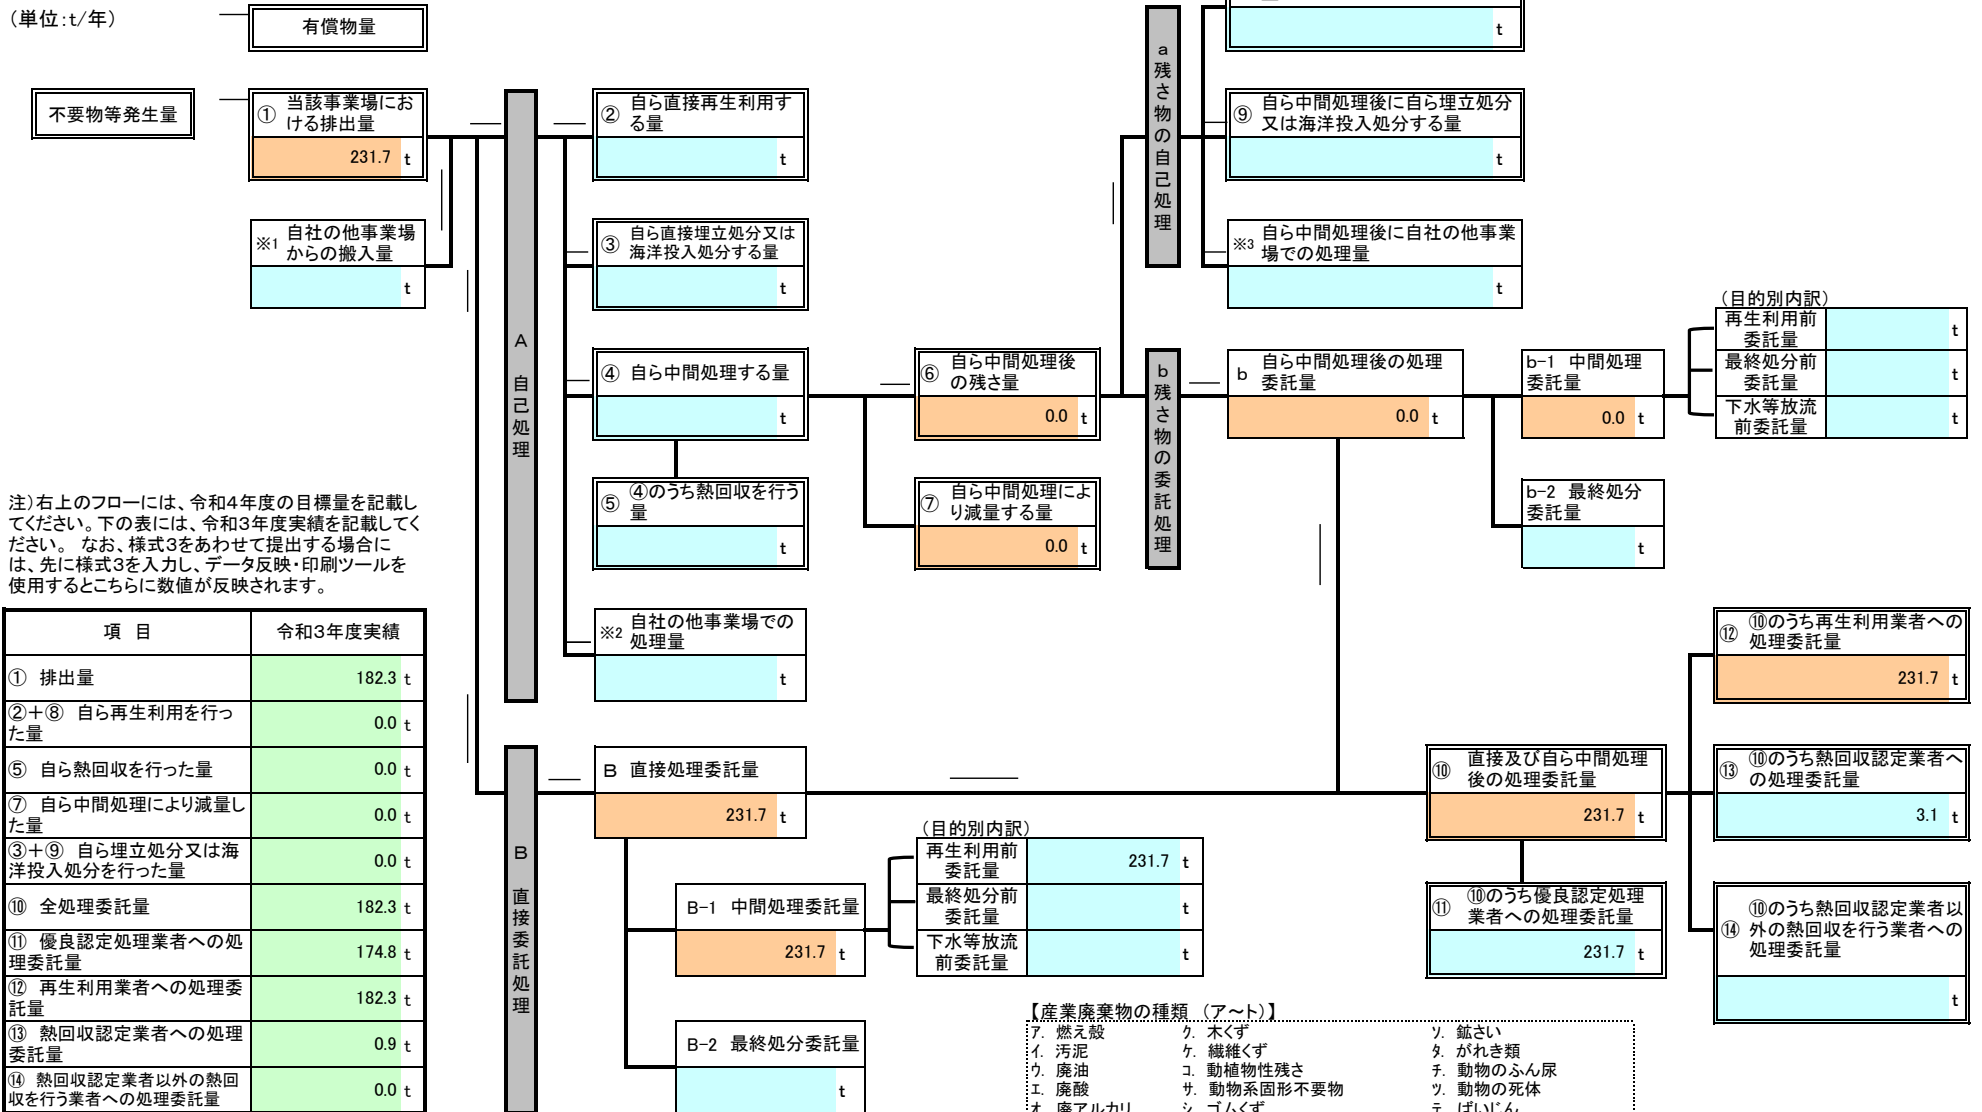 （単位：t/年）
有償物量
t
不要物等発生量
① 当該事業場にお
ける排出量
231.7 t
※1 自社の他事業場
からの搬入量
t
A 自己処理
② 自ら直接再生利用す
る量
t
③ 自ら直接埋立処分又は
海洋投入処分する量
t
④ 自ら中間処理する量
t
⑤ ④のうち熱回収を行う
量
t
※2 自社の他事業場での
処理量
t
⑥ 自ら中間処理後
の残さ量
0.0 t
⑦ 自ら中間処理によ
り減量する量
0.0 t
a 残さ物の自己処理
⑨ 自ら中間処理後に自ら埋立処分
又は海洋投入処分する量
t
※3 自ら中間処理後に自社の他事業
場での処理量
t
b 残さ物の委託処理
b 自ら中間処理後の処理
委託量
0.0 t
b-1 中間処理
委託量
0.0 t
b-2 最終処分
委託量
t
（目的別内訳）
再生利用前
委託量
t
最終処分前
委託量
t
下水等放流
前委託量
t
注）右上のフローには、令和４年度の目標量を記載し
てください。下の表には、令和３年度実績を記載してく
ださい。 なお、様式３をあわせて提出する場合に
は、先に様式３を入力し、データ反映・印刷ツールを
使用するとこちらに数値が反映されます。
項 目 令和３年度実績
① 排出量 182.3 t
②＋⑧ 自ら再生利用を行っ
た量 0.0 t
⑤ 自ら熱回収を行った量 0.0 t
⑦ 自ら中間処理により減量し
た量 0.0 t
③＋⑨ 自ら埋立処分又は海
洋投入処分を行った量 0.0 t
⑩ 全処理委託量 182.3 t
⑪ 優良認定処理業者への処
理委託量 174.8 t
⑫ 再生利用業者への処理委
託量 182.3 t
⑬ 熱回収認定業者への処理
委託量 0.9 t
⑭ 熱回収認定業者以外の熱回
収を行う業者への処理委託量 0.0 t
B 直接委託処理
B 直接処理委託量
231.7 t
B-1 中間処理委託量
231.7 t
B-2 最終処分委託量
t
（目的別内訳）
再生利用前
委託量
231.7 t
最終処分前
委託量
t
下水等放流
前委託量
t
⑩ 直接及び自ら中間処理
後の処理委託量
231.7 t
⑪ ⑩のうち優良認定処理
業者への処理委託量
231.7 t
⑫ ⑩のうち再生利用業者への
処理委託量
231.7 t
⑬ ⑩のうち熱回収認定業者へ
の処理委託量
3.1 t
⑭ ⑩のうち熱回収認定業者以
外の熱回収を行う業者への
処理委託量
t
【産業廃棄物の種類 （ア～ト）】
ア. 燃え殻 ク. 木くず ソ. 鉱さい
イ. 汚泥 ケ. 繊維くず タ. がれき類
ウ. 廃油 コ. 動植物性残さ チ. 動物のふん尿
エ. 廃酸 サ. 動物系固形不要物 ツ. 動物の死体
オ. 廃アルカリ シ. ゴムくず テ. ばいじん